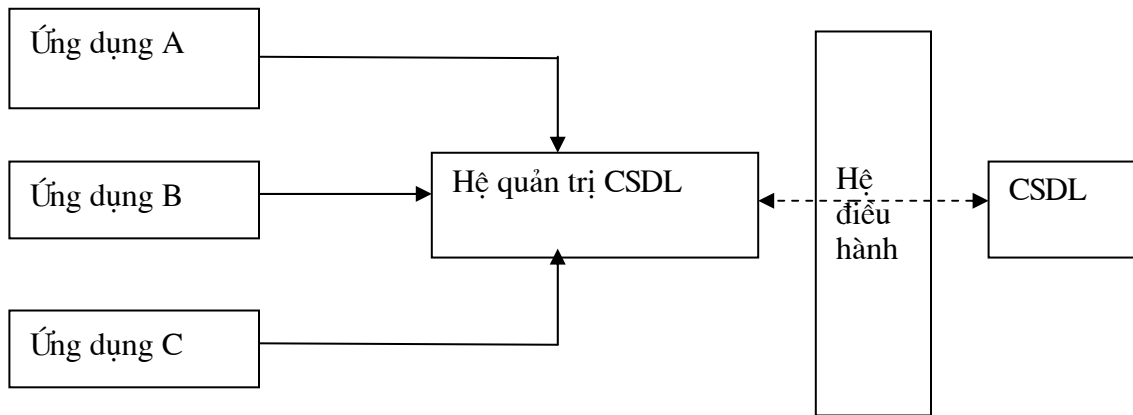 Ứng dụng A
Ứng dụng B
Ứng dụng C
Hệ quản trị CSDL
Hệ
điều
hành
CSDL